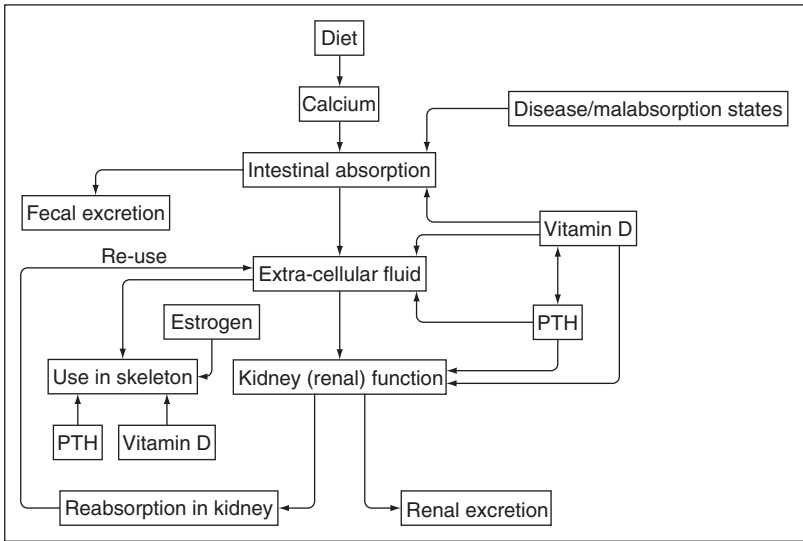 Diet
Calcium
Disease/malabsorption states
Intestinal absorption
Fecal excretion
Vitamin D
Re-use
Extra-cellular fluid
Estrogen
PTH
Use in skeleton
Kidney (renal) function
PTH
Vitamin D
Reabsorption in kidney
Renal excretion